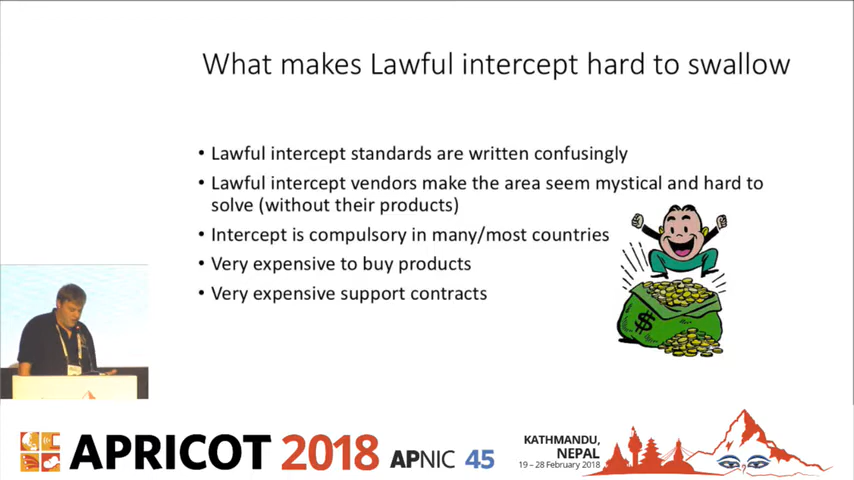 What makes Lawful intercept hard to swallow
• Lawful intercept standards are written confusingly
• Lawful intercept vendors make the area seem mystical and hard to
solve (without their products)
• Intercept is compulsory in many/most countries
• Very expensive to buy products
• Very expensive support contracts
$
APRICOT 2018 APNIC 45
KATHMANDU,
NEPAL
19 – 28 February 2018